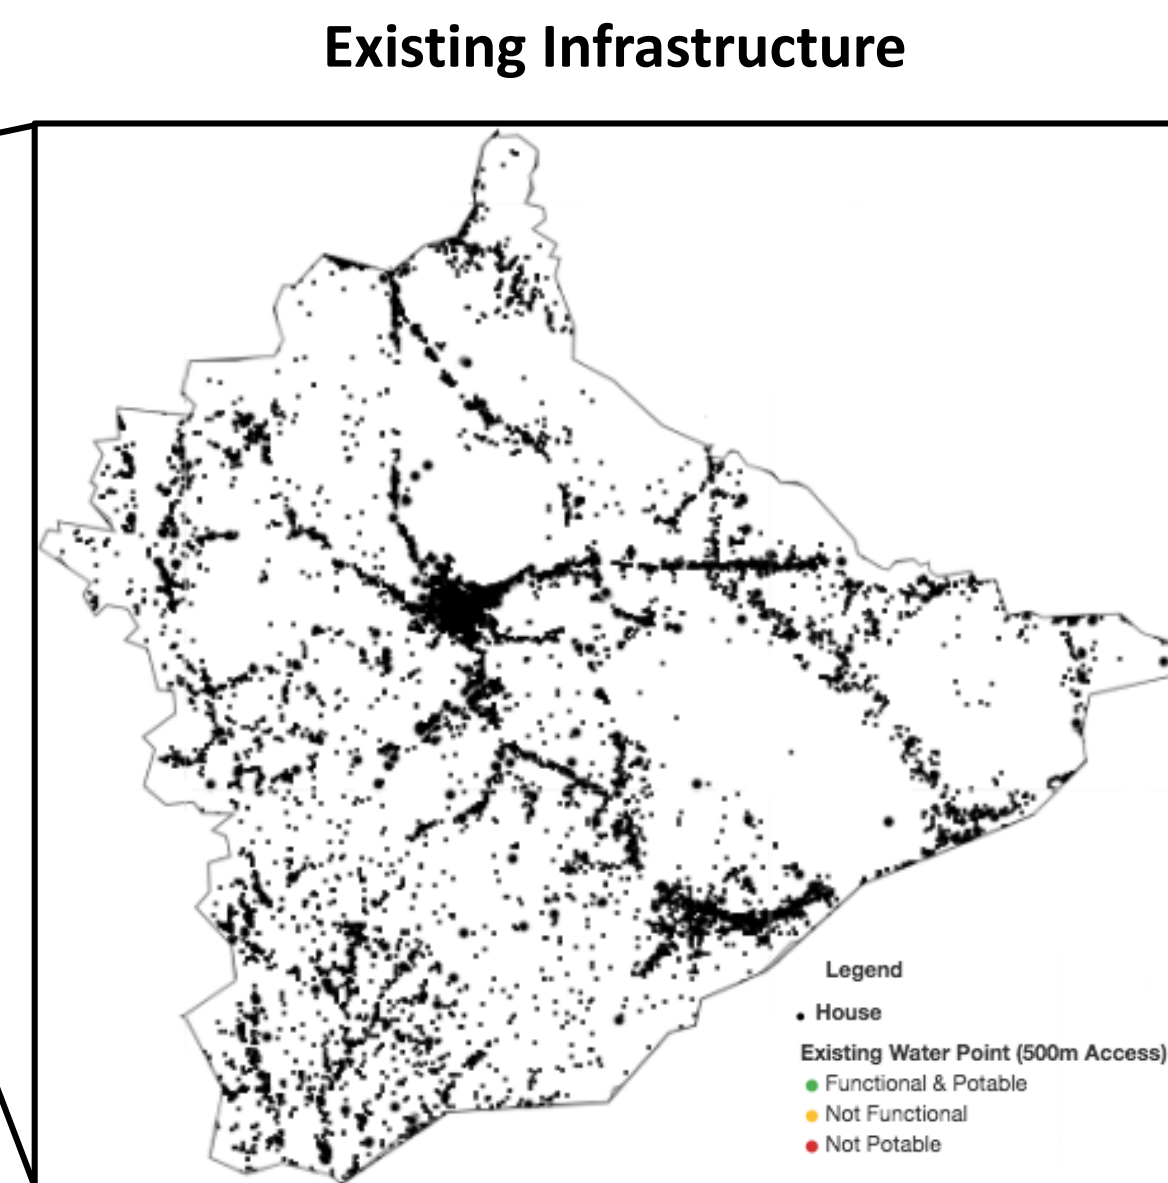 Existing Infrastructure
Legend
House
Existing Water Point (500m Access)
Functional & Potable
Not Functional
Not Potable